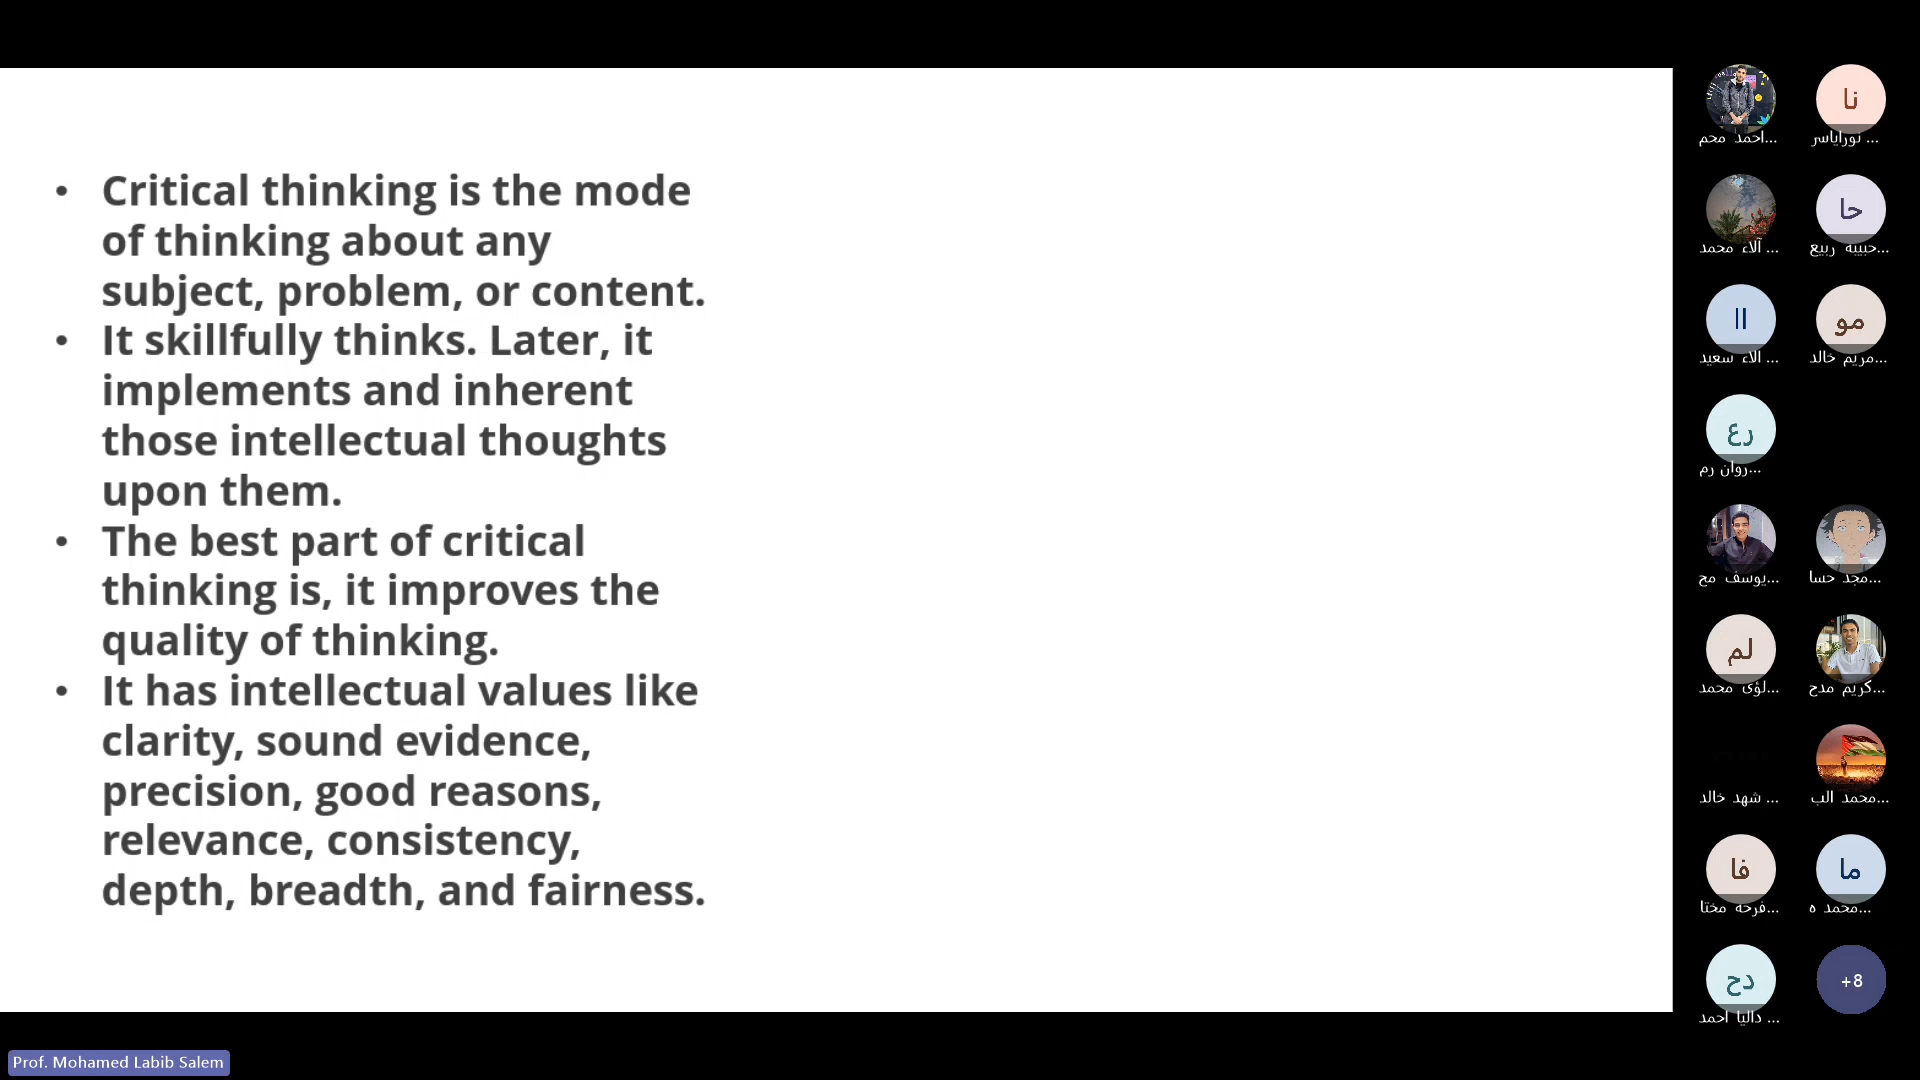 • Critical thinking is the mode
of thinking about any
subject, problem, or content.
• It skillfully thinks. Later, it
implements and inherent
those intellectual thoughts
upon them.
• The best part of critical
thinking is, it improves the
quality of thinking.
• It has intellectual values like
clarity, sound evidence,
precision, good reasons,
relevance, consistency,
depth, breadth, and fairness.
احمد محم...
نا
نورایاسر ...
آلاء محمد ...
حا
حبيبه ربيع...
اا
الاء سعيد ...
مو
مريم خالد...
رع
روان رم...
يوسف مح...
مجد حسا...
لم
لؤى محمد...
كريم مدح...
شهد خالد ...
محمد الب...
فا
فرحه مختا...
ما
محمد ه...
دح
داليا احمد ...
+8
Prof. Mohamed Labib Salem